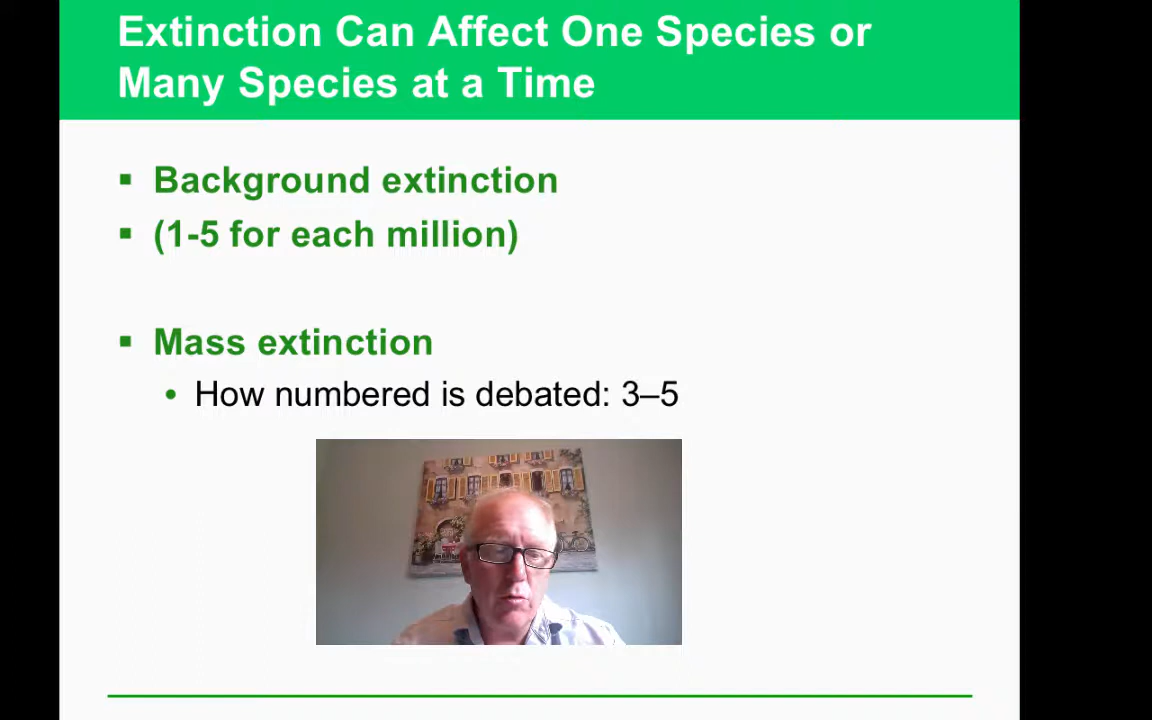 Extinction Can Affect One Species or
Many Species at a Time
Background extinction
(1-5 for each million)
Mass extinction
How numbered is debated: 3–5